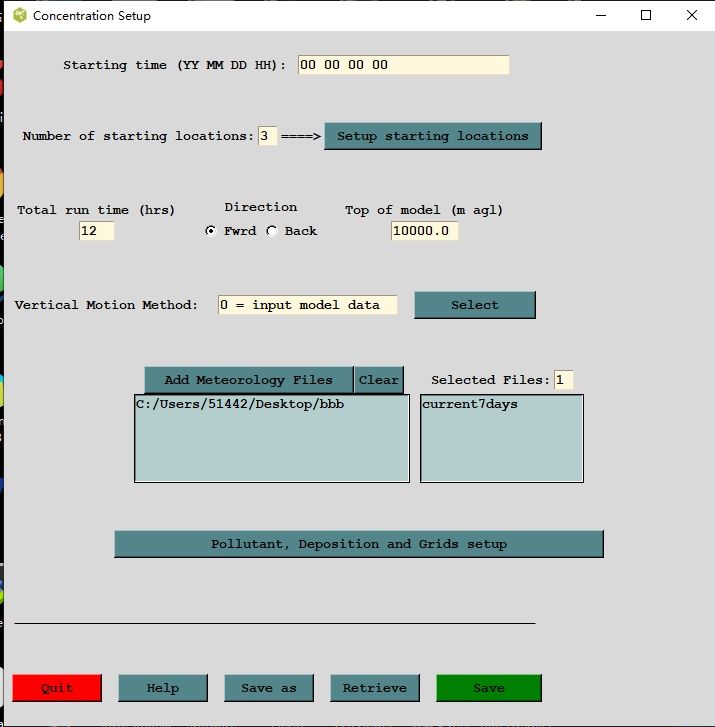 Concentration Setup
Starting time (YY MM DD HH): 00 00 00 00
Number of starting locations: 3 ====> Setup starting locations
Total run time (hrs) Direction Top of model (m agl)
12 Fwrd Back 10000.0
Vertical Motion Method: 0 = input model data Select
Add Meteorology Files Clear Selected Files: 1
C:/Users/51442/Desktop/bbb current7days
Pollutant, Deposition and Grids setup
Quit Help Save as Retrieve Save